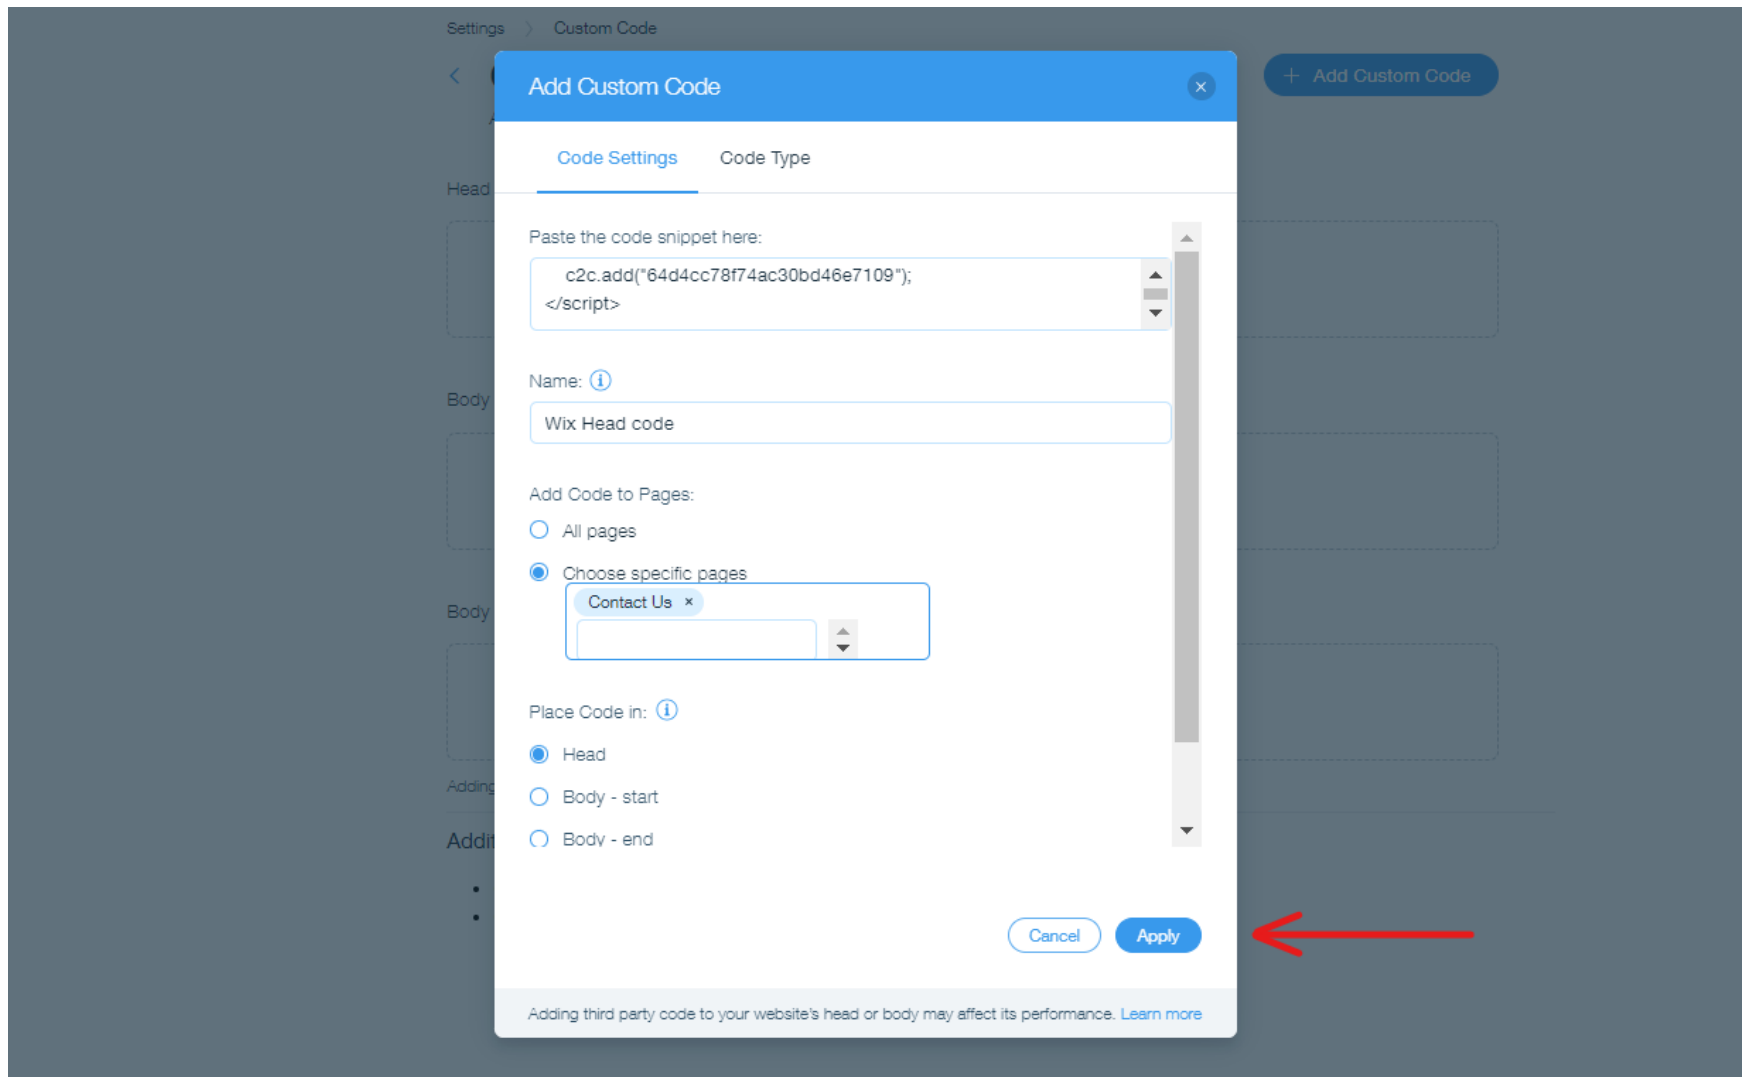 Settings Custom Code
Add Custom Code
+ Add Custom Code
Code Settings Code Type
Head
Paste the code snippet here:
c2c.add("64d4cc78f74ac30bd46e7109");
</script>
Name:
Body
Wix Head code
Add Code to Pages:
All pages
Choose specific pages
Contact Us ×
Body
Place Code in:
Head
Adding
Body - start
Addit
Body - end
Cancel Apply
Adding third party code to your website's head or body may affect its performance. Learn more